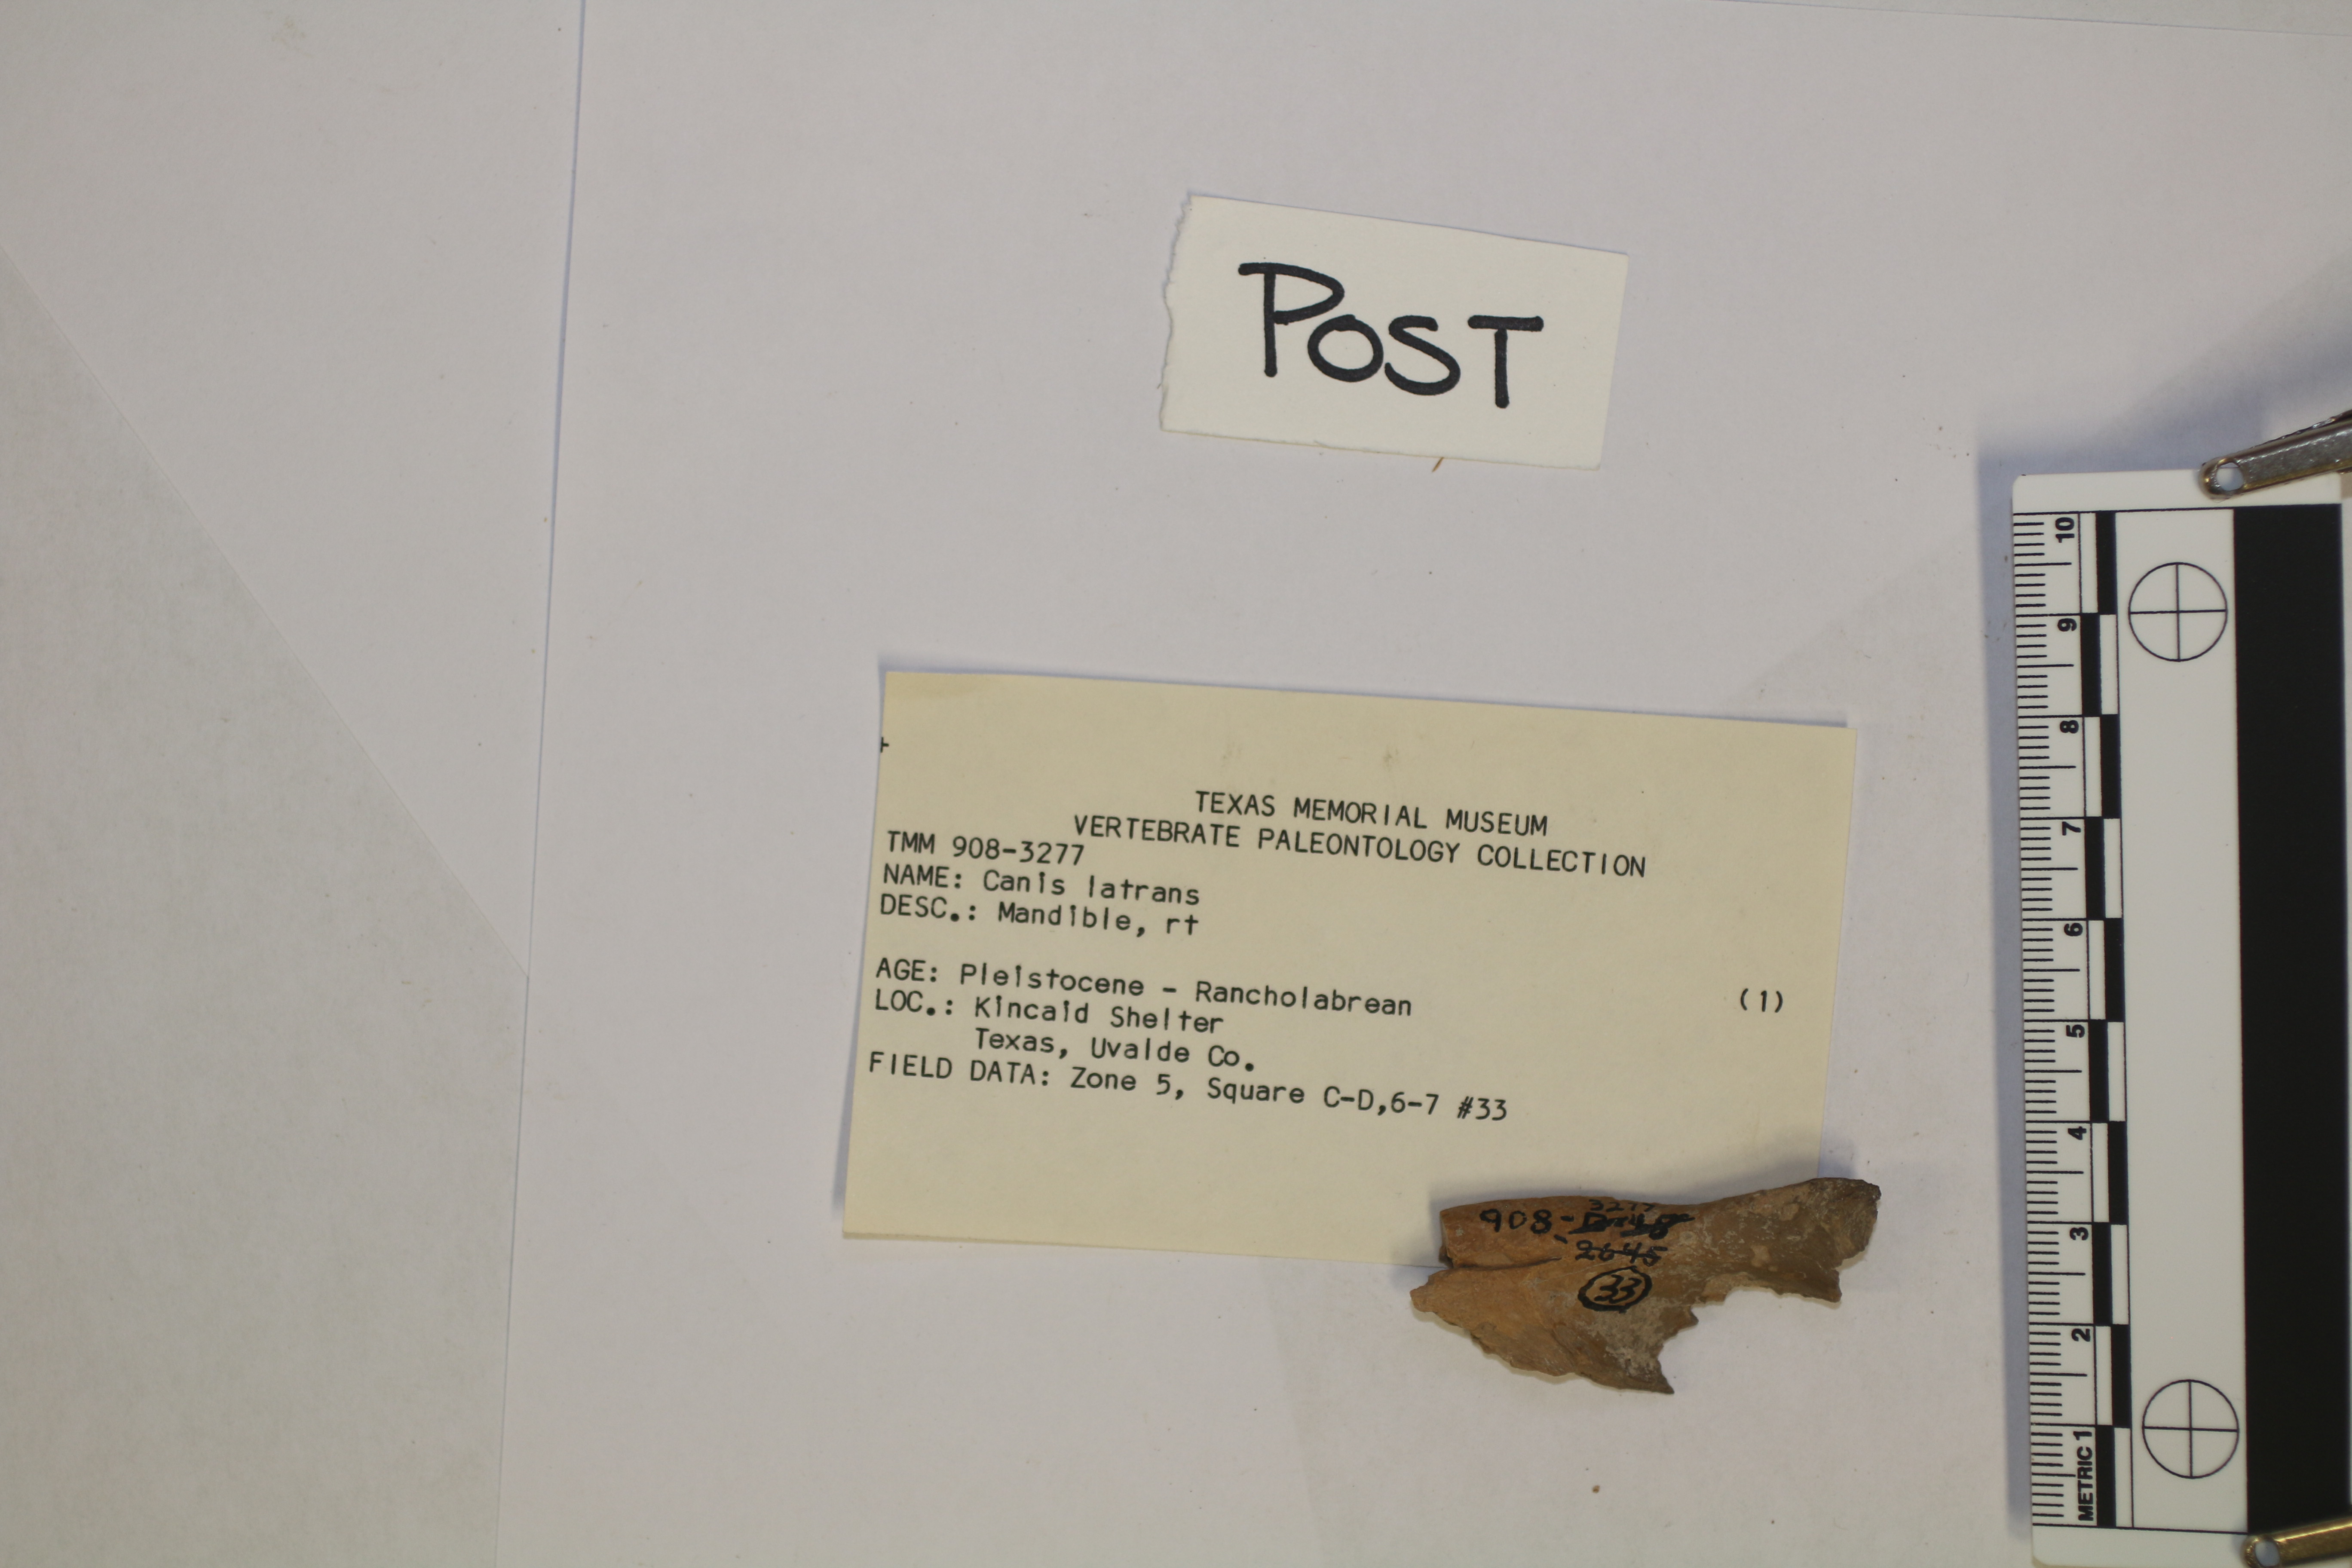 TEXAS MEMORIAL MUSEUM
VERTEBRATE PALEONTOLOGY COLLECTION
TMM 908-3277
NAME: Canis latrans
DESC.: Mandible, rt
AGE: Pleistocene - Rancholabrean
LOC.: Kincaid Shelter (1)
Texas, Uvalde Co.
FIELD DATA: Zone 5, Square C-D,6-7 #33
POST
908-
2645
33
METRIC 1 2 3 4 5 6 7 8 9 10